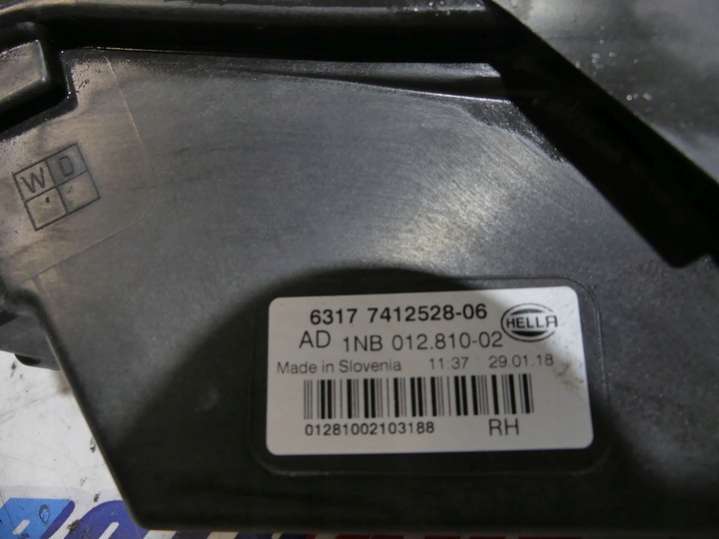 W D
6317 7412528-06
HELLA
AD 1NB 012.810-02
Made in Slovenia 11:37 29.01.18
01281002103188 RH